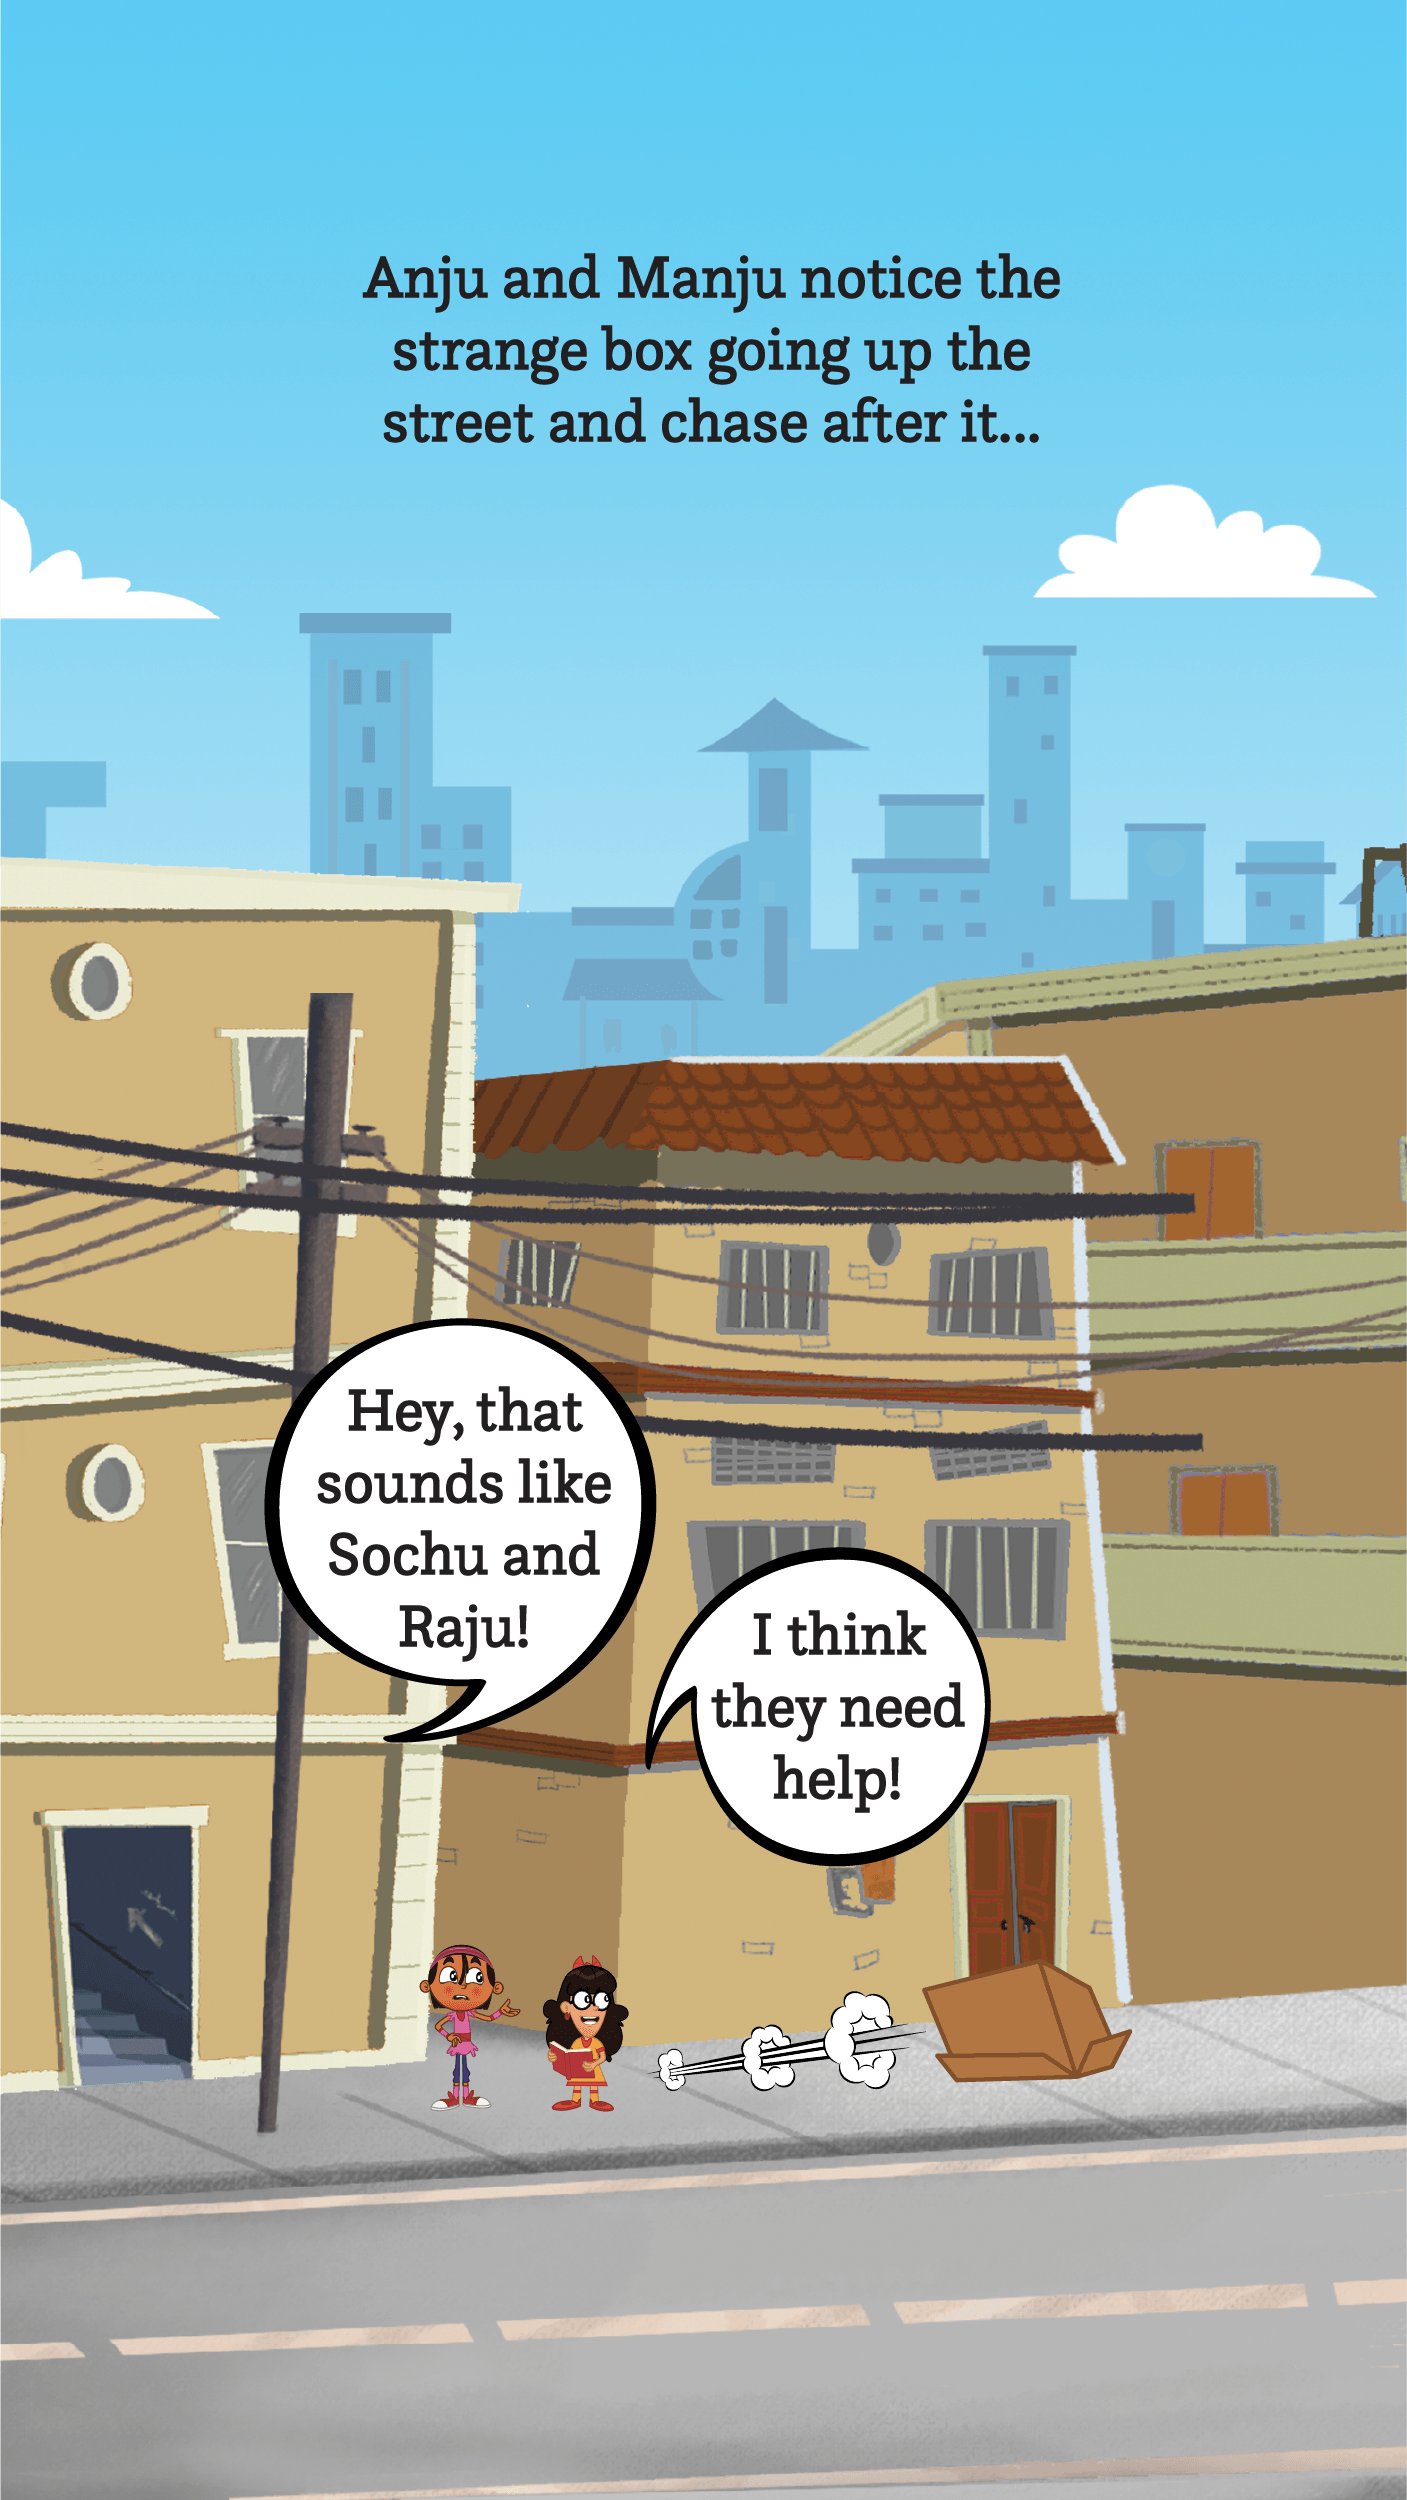 Anju and Manju notice the
strange box going up the
street and chase after it...
Hey, that
sounds like
Sochu and
Raju!
I think
they need
help!